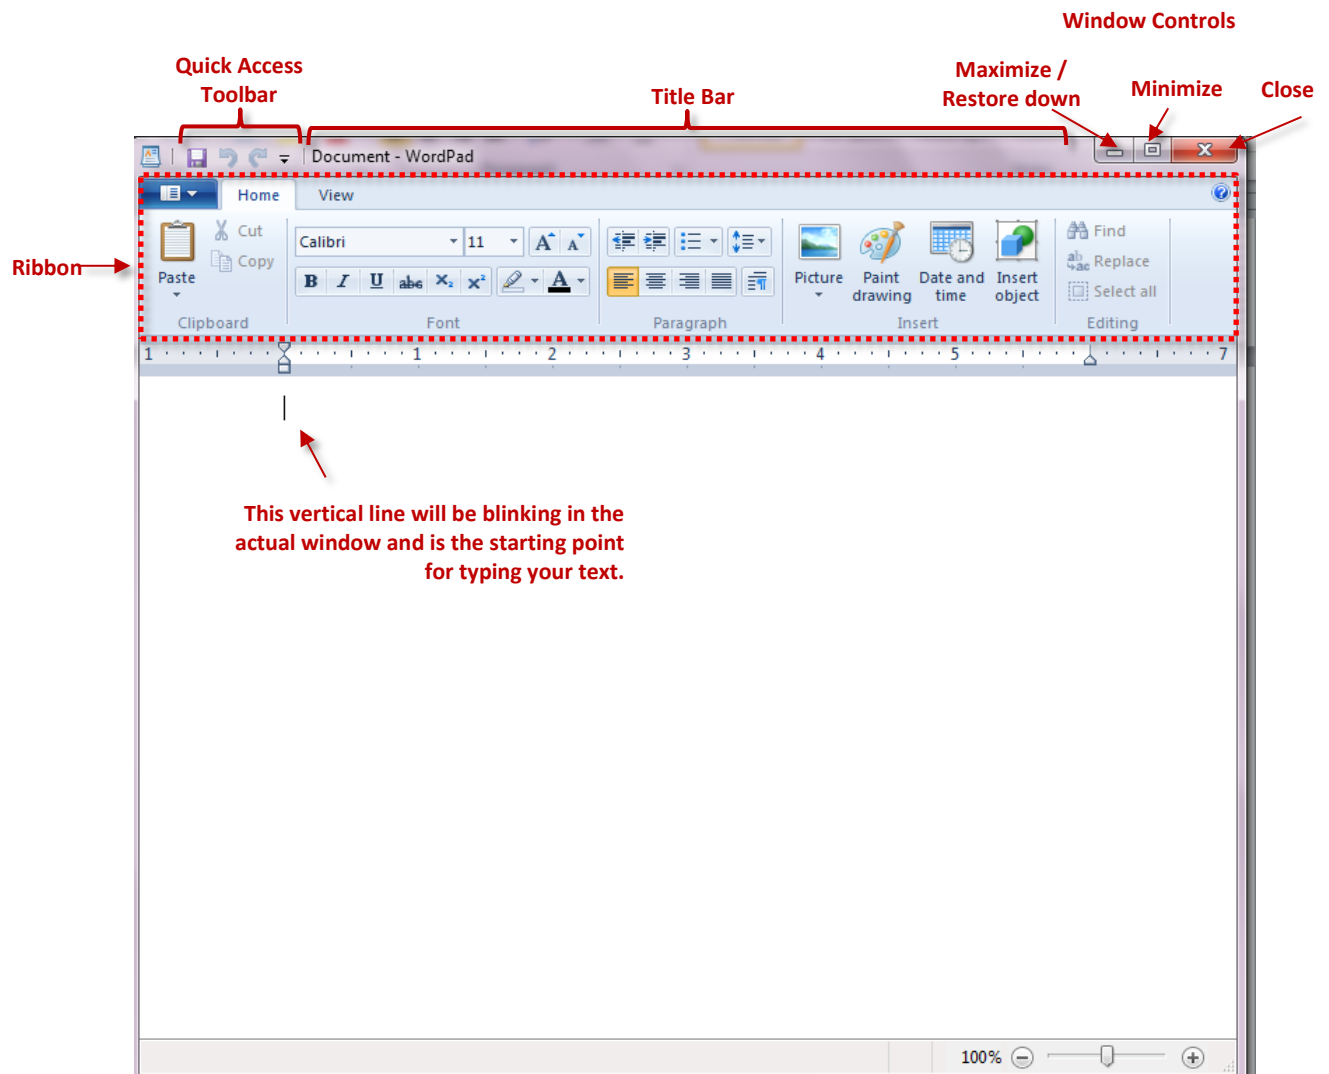 Window Controls
Quick Access
Toolbar
Title Bar
Maximize /
Restore down
Minimize
Close
Document - WordPad
Home
View
Ribbon
Paste
Cut
Copy
Clipboard
Calibri
11
A A
B I U abc X₂ X² A
Font
Paragraph
Picture
Paint
drawing
Date and
time
Insert
object
Insert
Find
Replace
Select all
Editing
1 1 2 3 4 5 7
This vertical line will be blinking in the
actual window and is the starting point
for typing your text.
100%